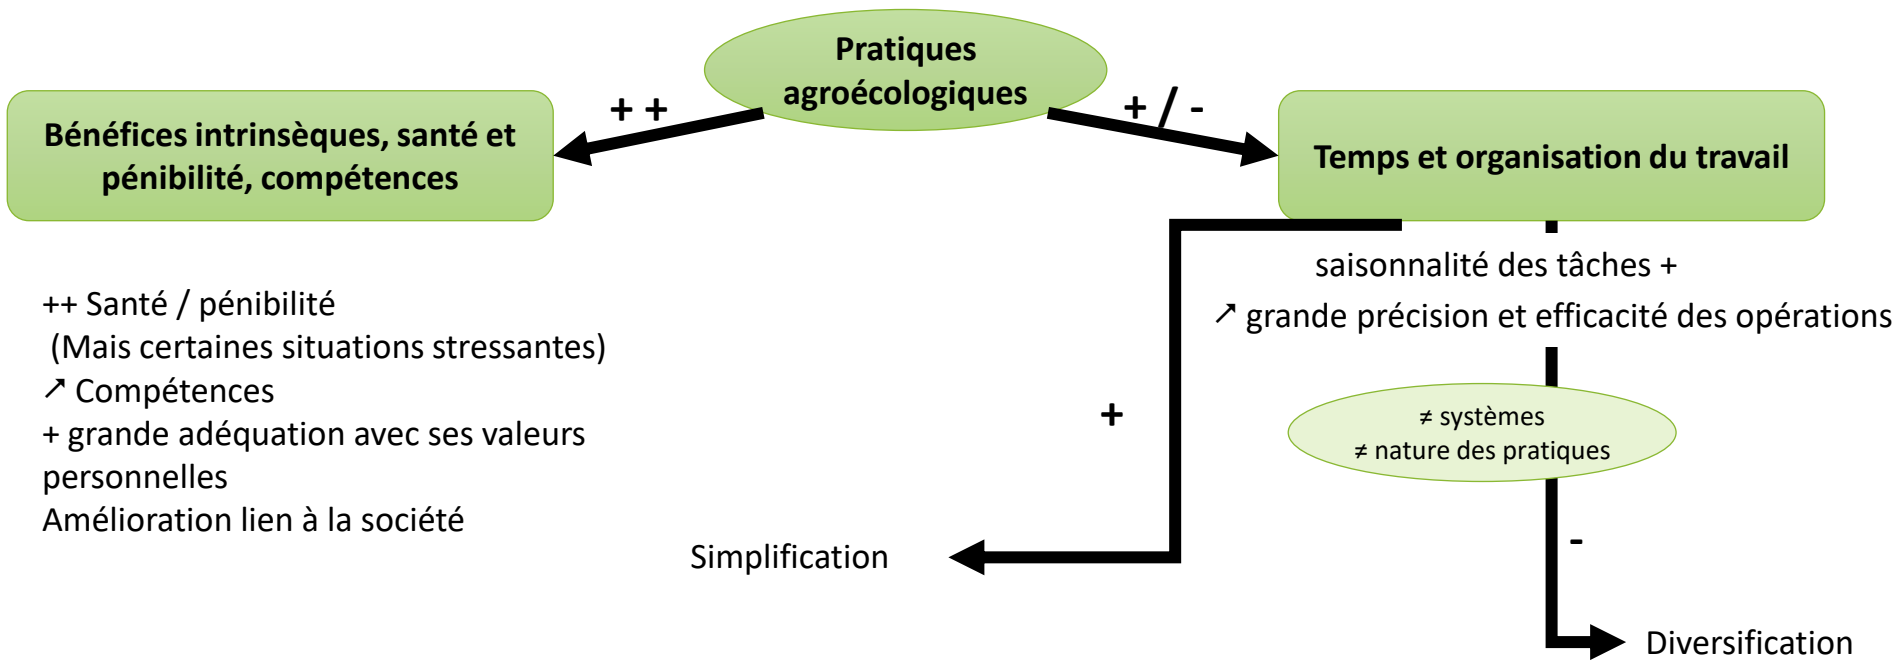 Pratiques
agroécologiques
+ +
+ / -
Bénéfices intrinsèques, santé et
pénibilité, compétences
Temps et organisation du travail
++ Santé / pénibilité
(Mais certaines situations stressantes)
↗ Compétences
+ grande adéquation avec ses valeurs
personnelles
Amélioration lien à la société
saisonnalité des tâches +
↗ grande précision et efficacité des opérations
+
≠ systèmes
≠ nature des pratiques
Simplification
-
Diversification